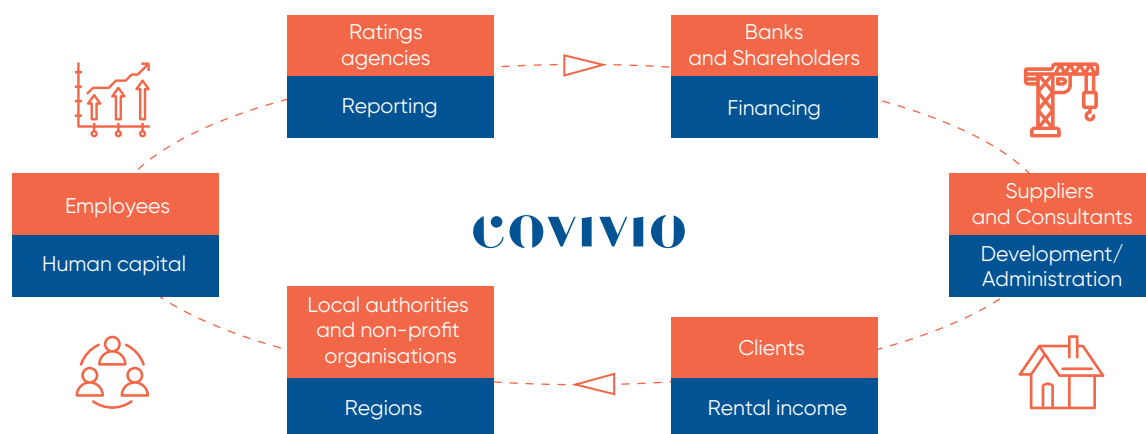 Ratings
agencies
Reporting
Banks
and Shareholders
Financing
Employees
Human capital
COVIVIO
Suppliers
and Consultants
Development/
Administration
Local authorities
and non-profit
organisations
Regions
Clients
Rental income